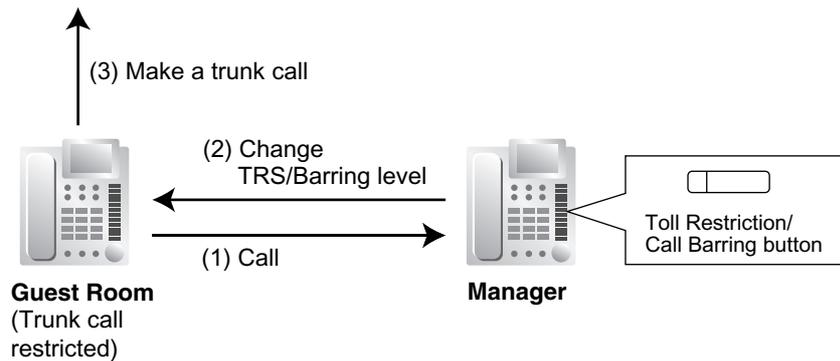 (3) Make a trunk call
(2) Change
TRS/Barring level
(1) Call
Toll Restriction/
Call Barring button
Guest Room
(Trunk call
restricted)
Manager